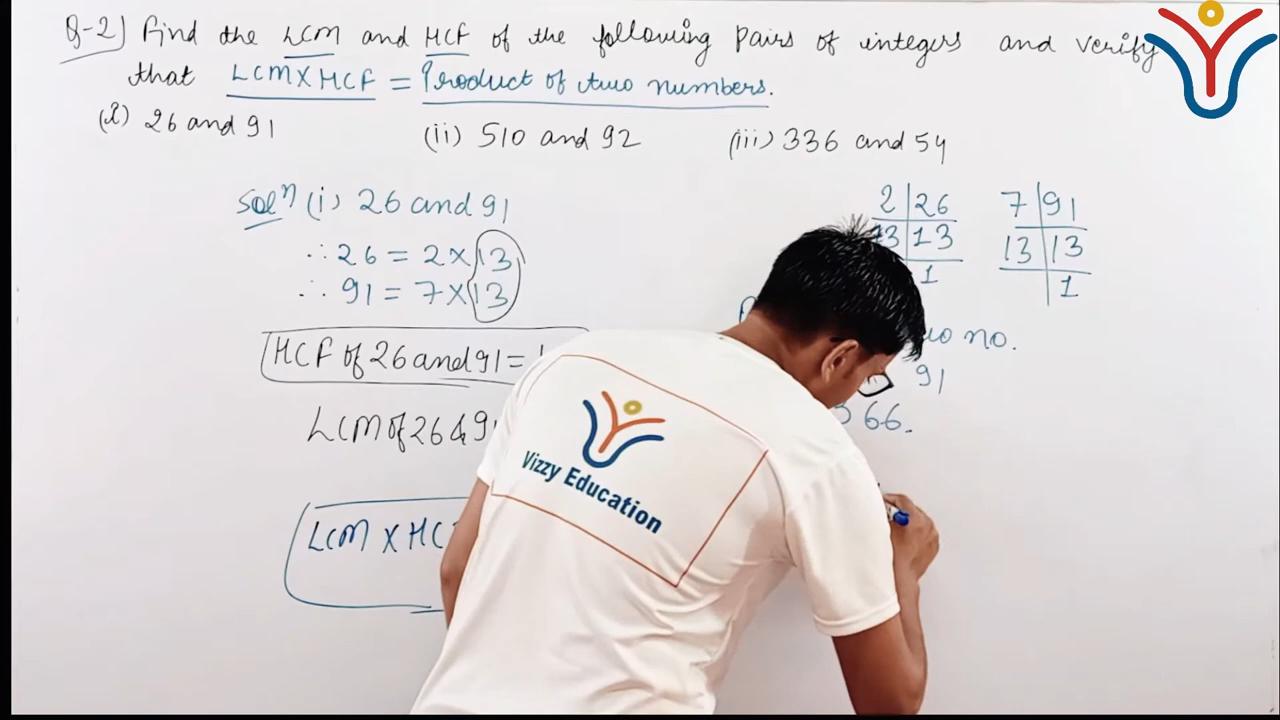 Q-2) Find the LCM and HCF of the following pairs of integers and verify
that LCM X HCF = Product of two numbers.
(i) 26 and 91 (ii) 510 and 92 (iii) 336 and 54
Solⁿ (i) 26 and 91
∴ 26 = 2 × 13
∴ 91 = 7 × 13
HCF of 26 and 91 =
LCM of 26 & 91
LCM X HC
2 | 26
13 | 13
1
7 | 91
13 | 13
1
no.
91
66.
Vizzy Education